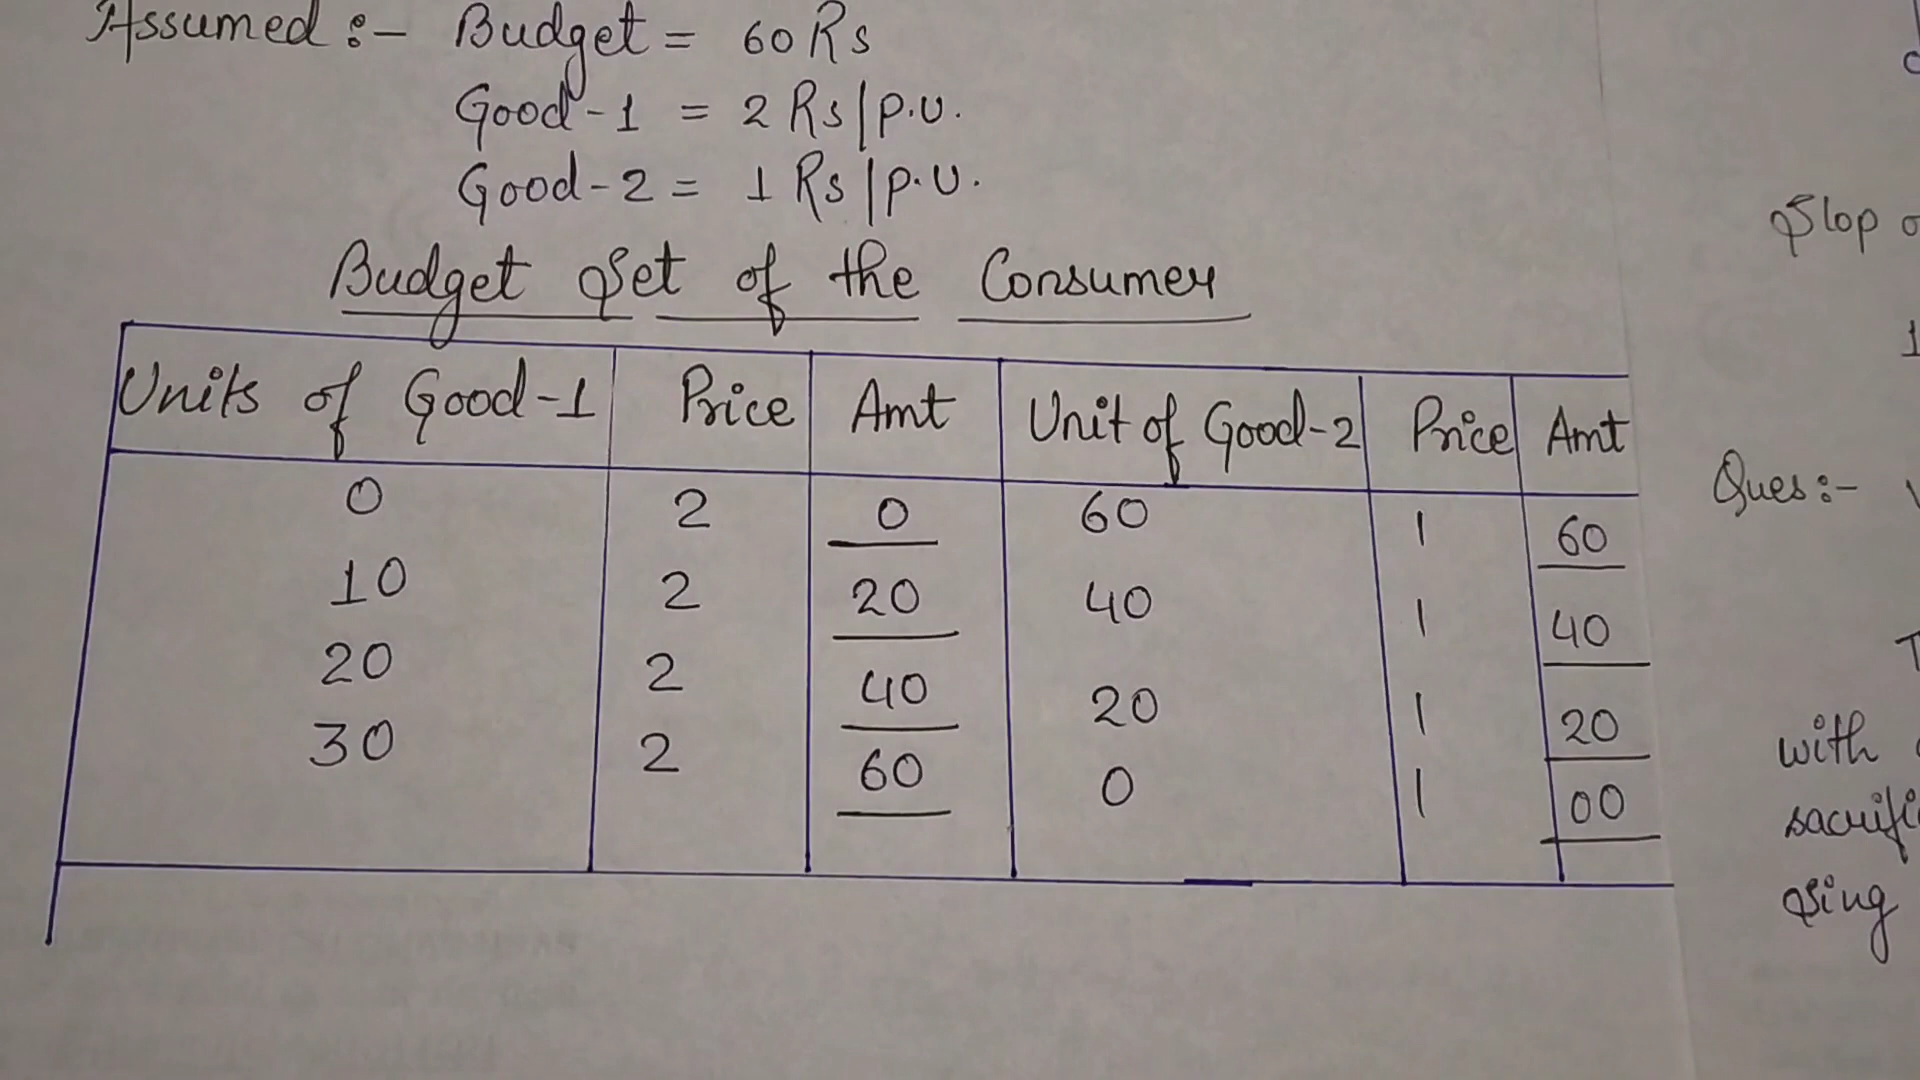 Assumed :- Budget = 60 Rs
Good-1 = 2 Rs/p.u.
Good-2 = 1 Rs/p.u.
Budget Set of the Consumer
Units of Good-1 Price Amt Unit of Good-2 Price Amt
0 2 0 60 1 60
10 2 20 40 1 40
20 2 40 20 1 20
30 2 60 0 1 00
Slop
1
Ques :-
with
sing